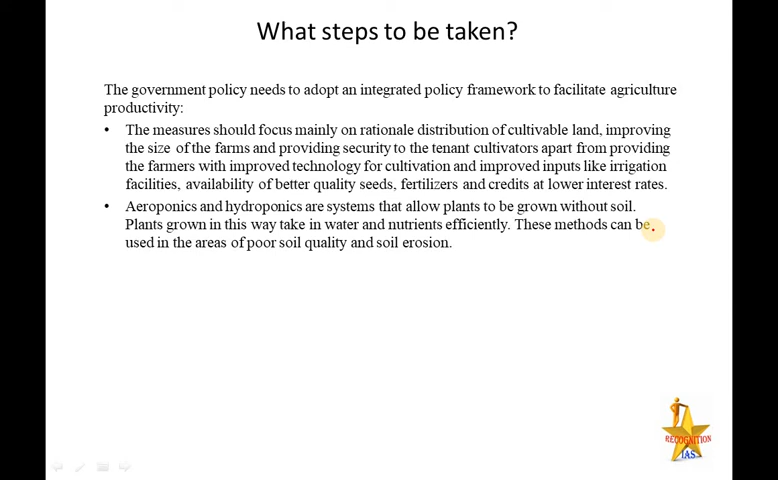 What steps to be taken?
The government policy needs to adopt an integrated policy framework to facilitate agriculture
productivity:
• The measures should focus mainly on rationale distribution of cultivable land, improving
the size of the farms and providing security to the tenant cultivators apart from providing
the farmers with improved technology for cultivation and improved inputs like irrigation
facilities, availability of better quality seeds, fertilizers and credits at lower interest rates.
• Aeroponics and hydroponics are systems that allow plants to be grown without soil.
Plants grown in this way take in water and nutrients efficiently. These methods can be
used in the areas of poor soil quality and soil erosion.
RECOGNITION
IAS